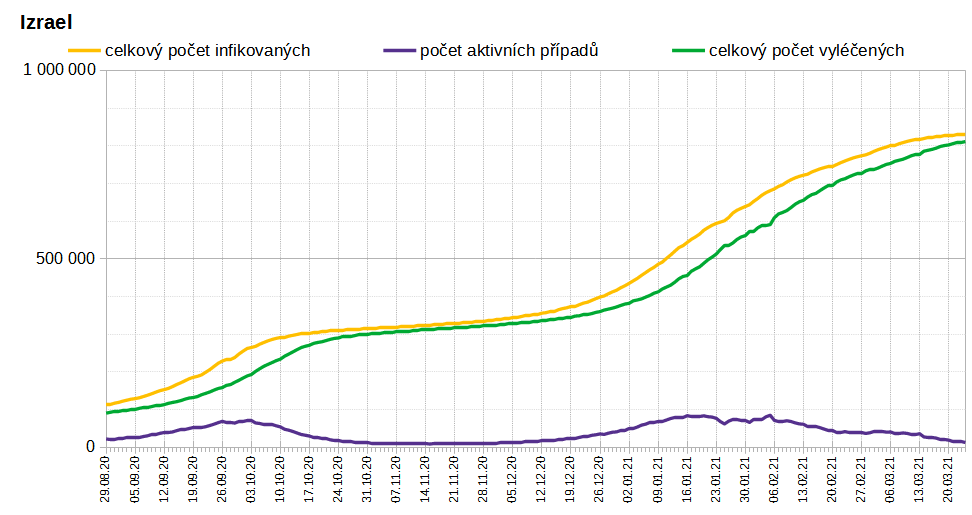 Izrael
celkový počet infikovaných počet aktivních případů celkový počet vyléčených
1 000 000
500 000
0
29.08.20 05.09.20 12.09.20 19.09.20 26.09.20 03.10.20 10.10.20 17.10.20 24.10.20 31.10.20 07.11.20 14.11.20 21.11.20 28.11.20 05.12.20 12.12.20 19.12.20 26.12.20 02.01.21 09.01.21 16.01.21 23.01.21 30.01.21 06.02.21 13.02.21 20.02.21 27.02.21 06.03.21 13.03.21 20.03.21